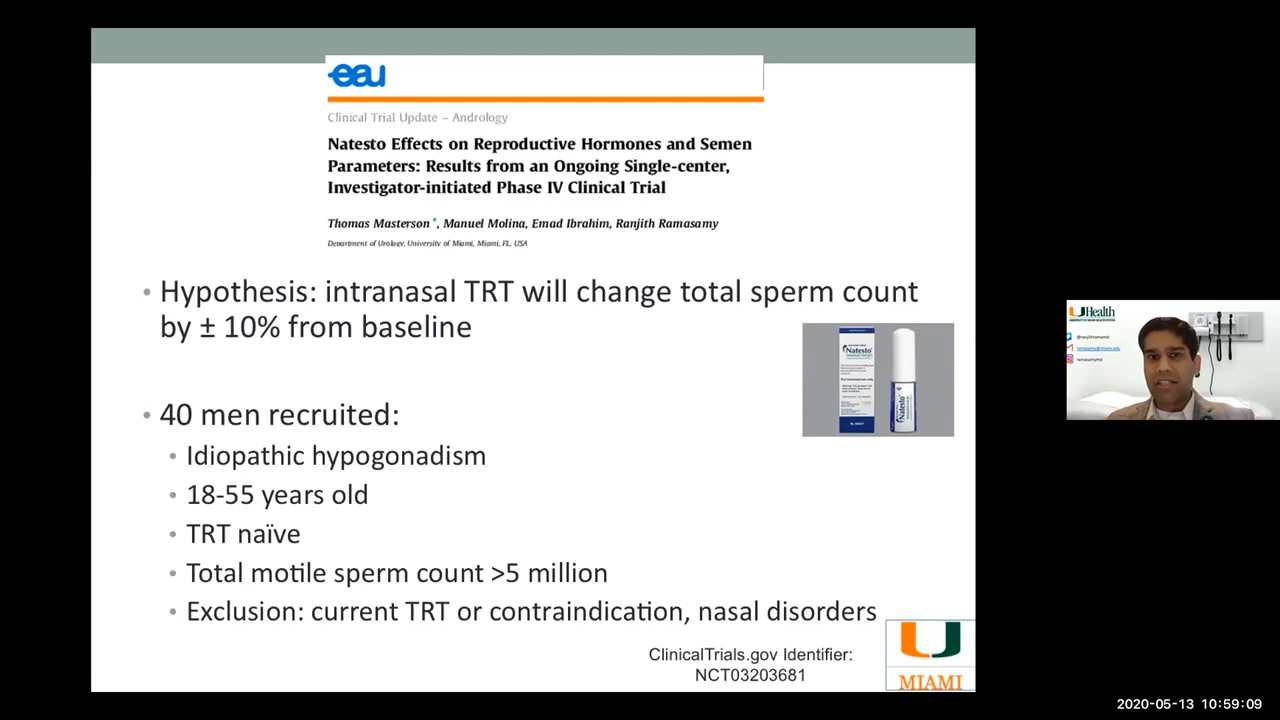 eau
Clinical Trial Update – Andrology
Natesto Effects on Reproductive Hormones and Semen
Parameters: Results from an Ongoing Single-center,
Investigator-initiated Phase IV Clinical Trial
Thomas Masterson *, Manuel Molina, Emad Ibrahim, Ranjith Ramasamy
Department of Urology, University of Miami, Miami, FL, USA
• Hypothesis: intranasal TRT will change total sperm count
by ± 10% from baseline
• 40 men recruited:
• Idiopathic hypogonadism
• 18-55 years old
• TRT naïve
• Total motile sperm count >5 million
• Exclusion: current TRT or contraindication, nasal disorders
Natesto
Natesto
ClinicalTrials.gov Identifier:
NCT03203681
U
MIAMI
UHealth
2020-05-13 10:59:09